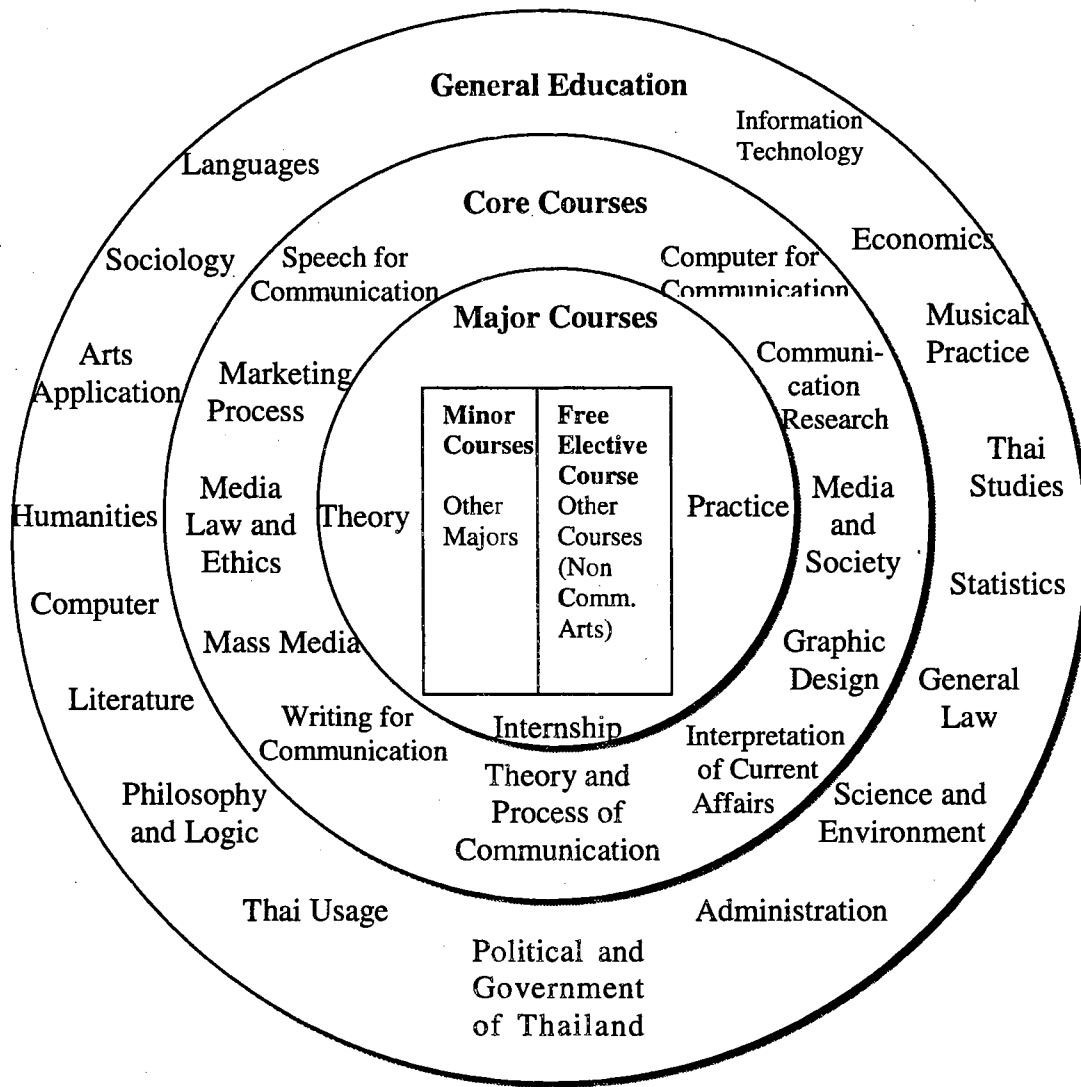 General Education
Information
Technology
Languages
Core Courses
Economics
Sociology
Speech for
Communication
Computer for
Communication
Major Courses
Musical
Practice
Arts
Application
Marketing
Process
Communi-
cation
Research
Minor
Courses
Other
Majors
Free
Elective
Course
Other
Courses
(Non
Comm.
Arts)
Thai
Studies
Humanities
Media
Law and
Ethics
Theory
Practice
Media
and
Society
Computer
Statistics
Mass Media
Graphic
Design
Literature
General
Law
Writing for
Communication
Internship
Interpretation
of Current
Affairs
Theory and
Process of
Communication
Philosophy
and Logic
Science and
Environment
Thai Usage
Administration
Political and
Government
of Thailand